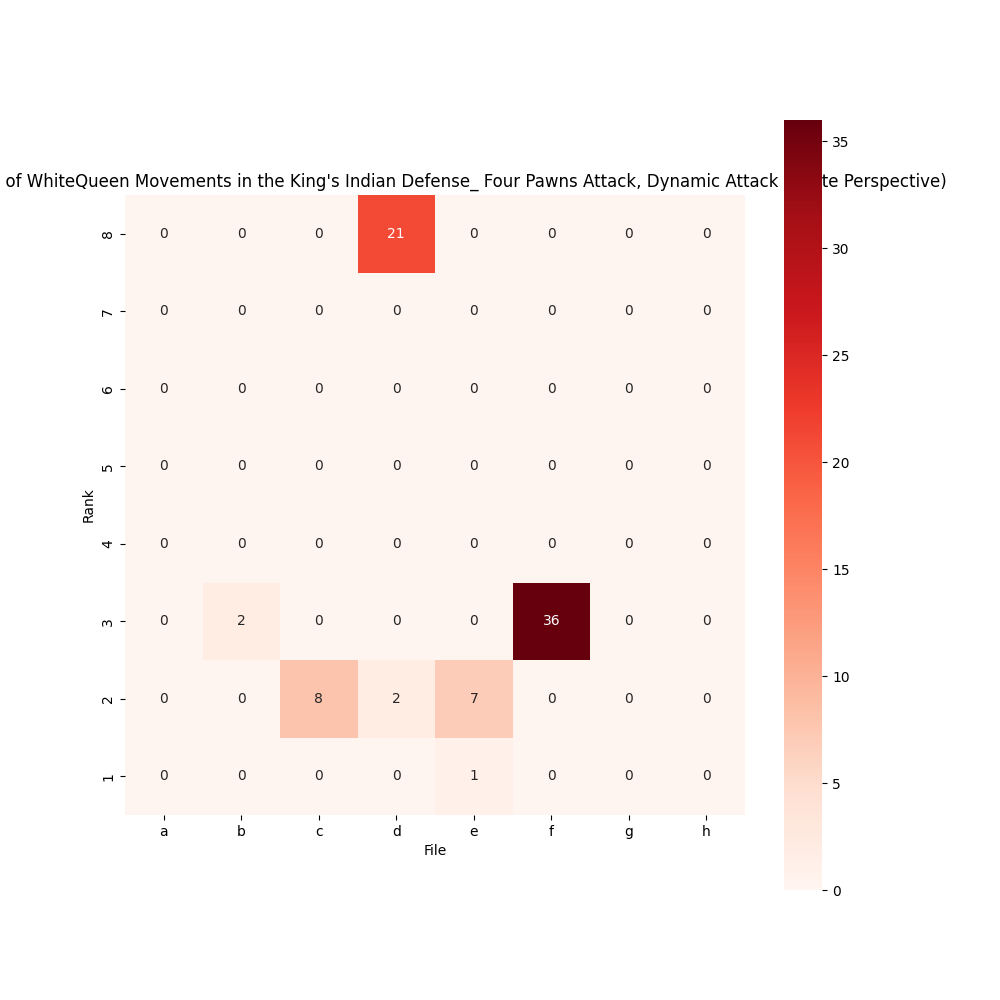 of WhiteQueen Movements in the King's Indian Defense_ Four Pawns Attack, Dynamic Attack te Perspective)
35
30
25
20
15
10
5
0
Rank
8 0 0 0 21 0 0 0 0
7 0 0 0 0 0 0 0 0
6 0 0 0 0 0 0 0 0
5 0 0 0 0 0 0 0 0
4 0 0 0 0 0 0 0 0
3 0 2 0 0 0 36 0 0
2 0 0 8 2 7 0 0 0
1 0 0 0 0 1 0 0 0
a b c d e f g h
File